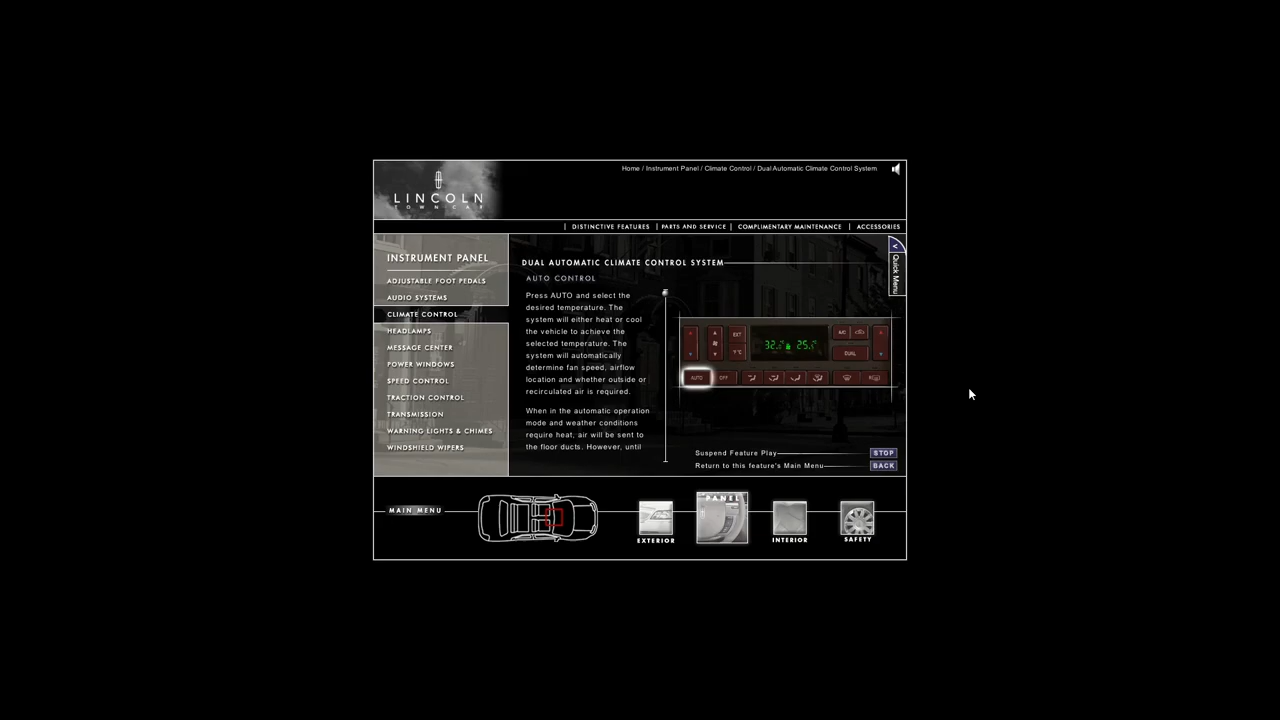 Home / Instrument Panel / Climate Control / Dual Automatic Climate Control System
LINCOLN
TOWN CAR
DISTINCTIVE FEATURES
PARTS AND SERVICE
COMPLIMENTARY MAINTENANCE
ACCESSORIES
INSTRUMENT PANEL
ADJUSTABLE FOOT PEDALS
AUDIO SYSTEMS
CLIMATE CONTROL
HEADLAMPS
MESSAGE CENTER
POWER WINDOWS
SPEED CONTROL
TRACTION CONTROL
TRANSMISSION
WARNING LIGHTS & CHIMES
WINDSHIELD WIPERS
DUAL AUTOMATIC CLIMATE CONTROL SYSTEM
AUTO CONTROL
Press AUTO and select the
desired temperature. The
system will either heat or cool
the vehicle to achieve the
selected temperature. The
system will automatically
determine fan speed, airflow
location and whether outside or
recirculated air is required.
When in the automatic operation
mode and weather conditions
require heat, air will be sent to
the floor ducts. However, until
Quick Menu
EXT
A/C
DUAL
AUTO
OFF
Suspend Feature Play
STOP
Return to this feature's Main Menu
BACK
MAIN MENU
EXTERIOR
PANEL
INTERIOR
SAFETY